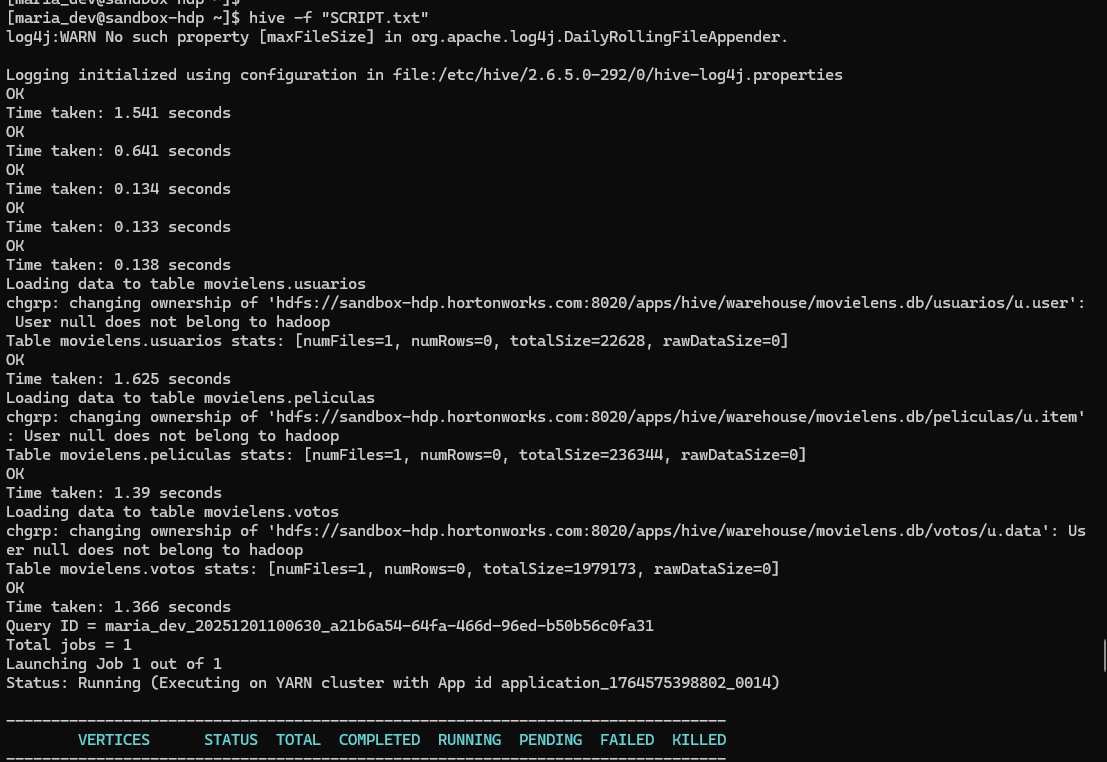 [maria_dev@sandbox-hdp ~]$
[maria_dev@sandbox-hdp ~]$ hive -f "SCRIPT.txt"
log4j:WARN No such property [maxFileSize] in org.apache.log4j.DailyRollingFileAppender.
Logging initialized using configuration in file:/etc/hive/2.6.5.0-292/0/hive-log4j.properties
OK
Time taken: 1.541 seconds
OK
Time taken: 0.641 seconds
OK
Time taken: 0.134 seconds
OK
Time taken: 0.133 seconds
OK
Time taken: 0.138 seconds
Loading data to table movielens.usuarios
chgrp: changing ownership of 'hdfs://sandbox-hdp.hortonworks.com:8020/apps/hive/warehouse/movielens.db/usuarios/u.user':
 User null does not belong to hadoop
Table movielens.usuarios stats: [numFiles=1, numRows=0, totalSize=22628, rawDataSize=0]
OK
Time taken: 1.625 seconds
Loading data to table movielens.peliculas
chgrp: changing ownership of 'hdfs://sandbox-hdp.hortonworks.com:8020/apps/hive/warehouse/movielens.db/peliculas/u.item'
: User null does not belong to hadoop
Table movielens.peliculas stats: [numFiles=1, numRows=0, totalSize=236344, rawDataSize=0]
OK
Time taken: 1.39 seconds
Loading data to table movielens.votos
chgrp: changing ownership of 'hdfs://sandbox-hdp.hortonworks.com:8020/apps/hive/warehouse/movielens.db/votos/u.data': Us
er null does not belong to hadoop
Table movielens.votos stats: [numFiles=1, numRows=0, totalSize=1979173, rawDataSize=0]
OK
Time taken: 1.366 seconds
Query ID = maria_dev_20251201100630_a21b6a54-64fa-466d-96ed-b50b56c0fa31
Total jobs = 1
Launching Job 1 out of 1
Status: Running (Executing on YARN cluster with App id application_1764575398802_0014)
--------------------------------------------------------------------------------
        VERTICES      STATUS  TOTAL  COMPLETED  RUNNING  PENDING  FAILED  KILLED
--------------------------------------------------------------------------------